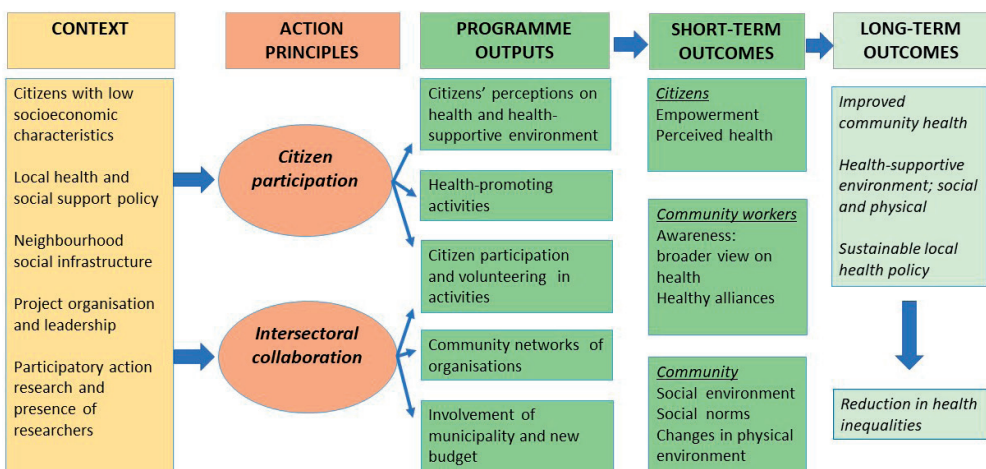 CONTEXT
Citizens with low
socioeconomic
characteristics
Local health and
social support policy
Neighbourhood
social infrastructure
Project organisation
and leadership
Participatory action
research and
presence of
researchers
ACTION
PRINCIPLES
Citizen
participation
Intersectoral
collaboration
PROGRAMME
OUTPUTS
Citizens’ perceptions on
health and health-
supportive environment
Health-promoting
activities
Citizen participation
and volunteering in
activities
Community networks of
organisations
Involvement of
municipality and new
budget
SHORT-TERM
OUTCOMES
Citizens
Empowerment
Perceived health
Community workers
Awareness:
broader view on
health
Healthy alliances
Community
Social environment
Social norms
Changes in physical
environment
LONG-TERM
OUTCOMES
Improved
community health
Health-supportive
environment; social
and physical
Sustainable local
health policy
Reduction in health
inequalities